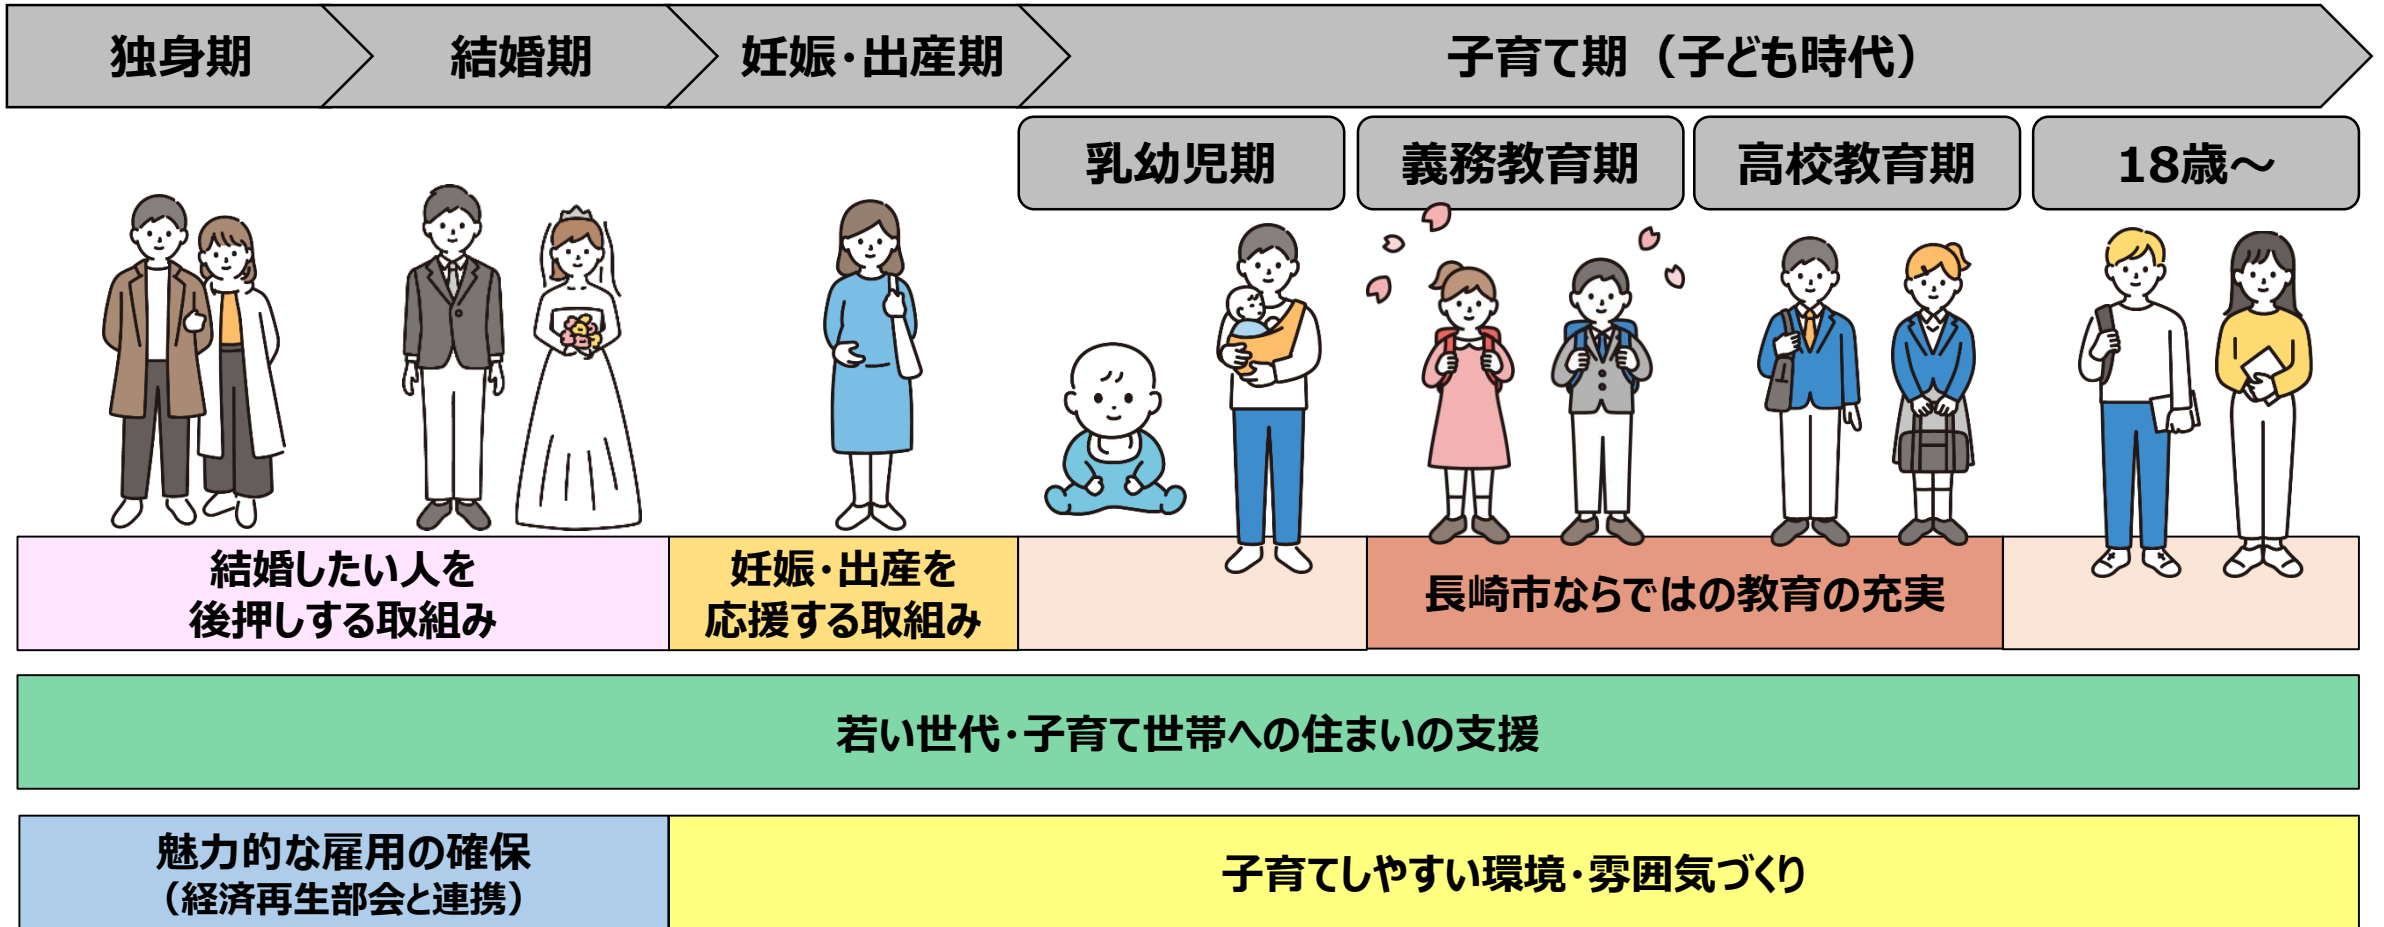 独身期
結婚期
妊娠・出産期
子育て期（子ども時代）
乳幼児期
義務教育期
高校教育期
18歳～
結婚したい人を
後押しする取組み
妊娠・出産を
応援する取組み
長崎市ならではの教育の充実
若い世代・子育て世帯への住まいの支援
魅力的な雇用の確保
（経済再生部会と連携）
子育てしやすい環境・雰囲気づくり